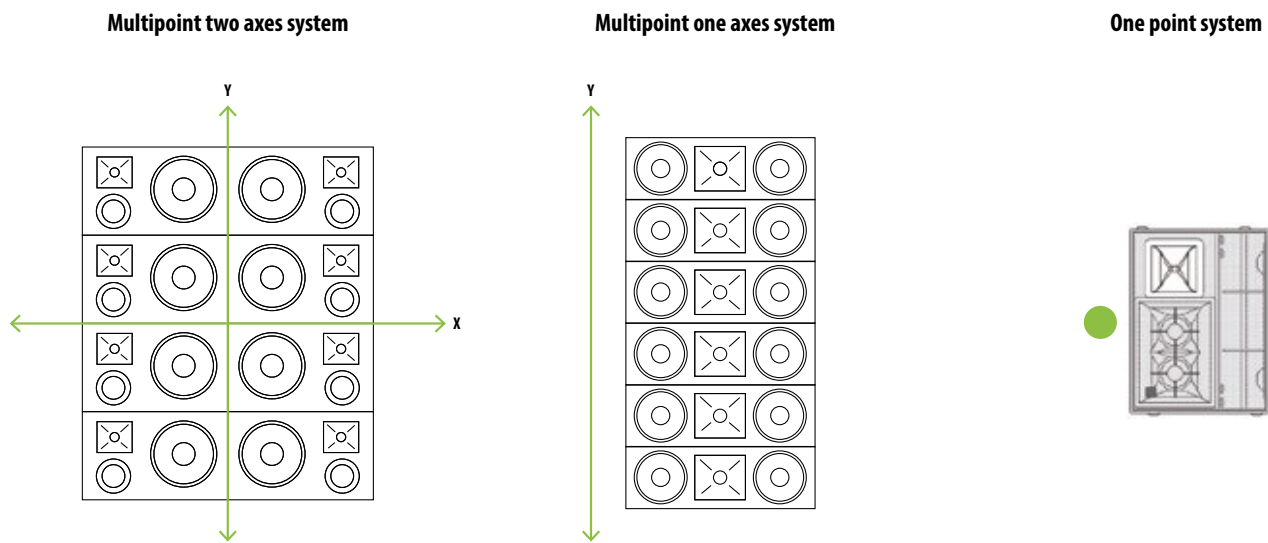 Multipoint two axes system
Multipoint one axes system
One point system
Y
Y
X